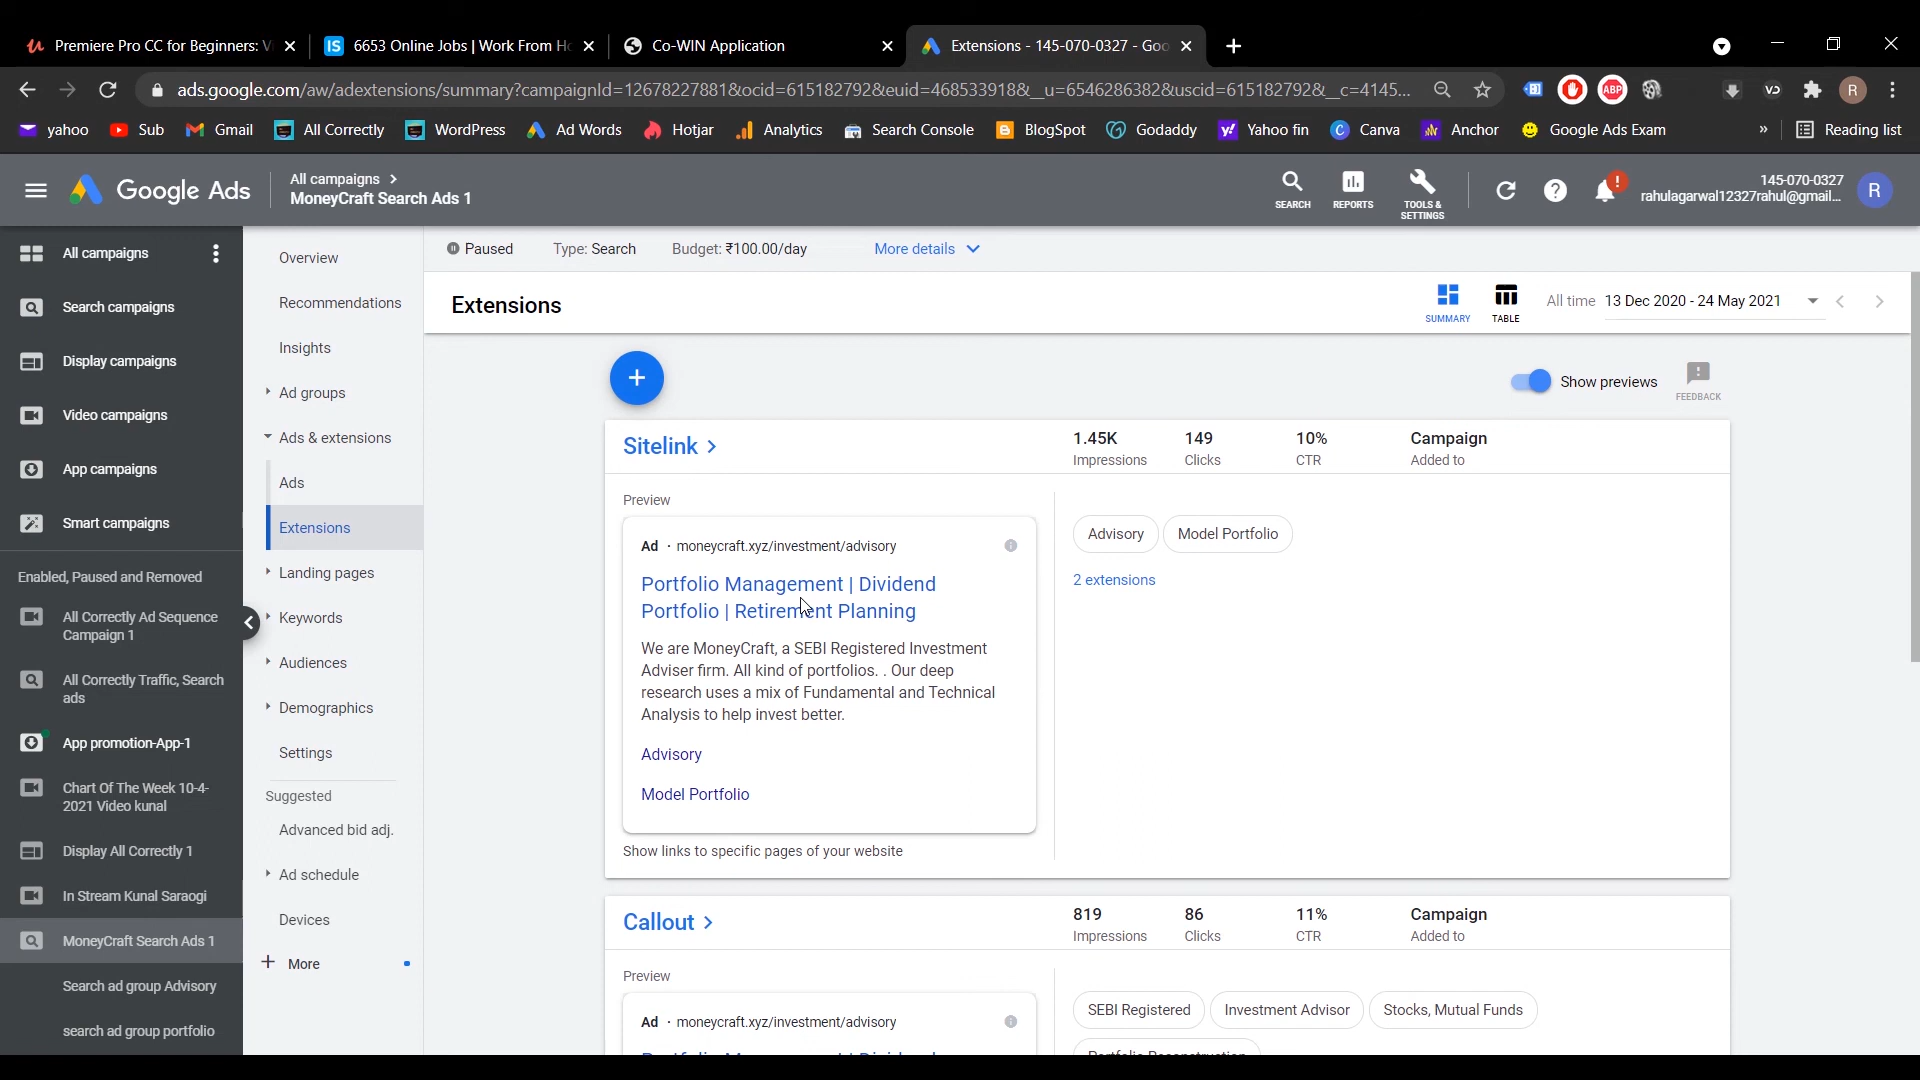 Premiere Pro CC for Beginners: V
6653 Online Jobs | Work From Ho
Co-WIN Application
Extensions - 145-070-0327 - Goo
ads.google.com/aw/adextensions/summary?campaignId=12678227881&ocid=615182792&euid=468533918&__u=6546286382&uscid=615182792&__c=4145...
yahoo
Sub
Gmail
All Correctly
WordPress
Ad Words
Hotjar
Analytics
Search Console
BlogSpot
Godaddy
Yahoo fin
Canva
Anchor
Google Ads Exam
»
Reading list
Google Ads
All campaigns >
MoneyCraft Search Ads 1
SEARCH
REPORTS
TOOLS &
SETTINGS
145-070-0327
rahulagarwal12327rahul@gmail...
R
All campaigns
Search campaigns
Display campaigns
Video campaigns
App campaigns
Smart campaigns
Enabled, Paused and Removed
All Correctly Ad Sequence
Campaign 1
All Correctly Traffic, Search
ads
App promotion-App-1
Chart Of The Week 10-4-
2021 Video kunal
Display All Correctly 1
In Stream Kunal Saraogi
MoneyCraft Search Ads 1
Search ad group Advisory
search ad group portfolio
Overview
Recommendations
Insights
Ad groups
Ads & extensions
Ads
Extensions
Landing pages
Keywords
Audiences
Demographics
Settings
Suggested
Advanced bid adj.
Ad schedule
Devices
+ More
Paused
Type: Search
Budget: ₹100.00/day
More details
Extensions
SUMMARY
TABLE
All time 13 Dec 2020 - 24 May 2021
+
Show previews
FEEDBACK
Sitelink >
1.45K
Impressions
149
Clicks
10%
CTR
Campaign
Added to
Preview
Ad · moneycraft.xyz/investment/advisory
Portfolio Management | Dividend
Portfolio | Retirement Planning
We are MoneyCraft, a SEBI Registered Investment
Adviser firm. All kind of portfolios. . Our deep
research uses a mix of Fundamental and Technical
Analysis to help invest better.
Advisory
Model Portfolio
Show links to specific pages of your website
Advisory
Model Portfolio
2 extensions
Callout >
819
Impressions
86
Clicks
11%
CTR
Campaign
Added to
Preview
Ad · moneycraft.xyz/investment/advisory
SEBI Registered
Investment Advisor
Stocks, Mutual Funds